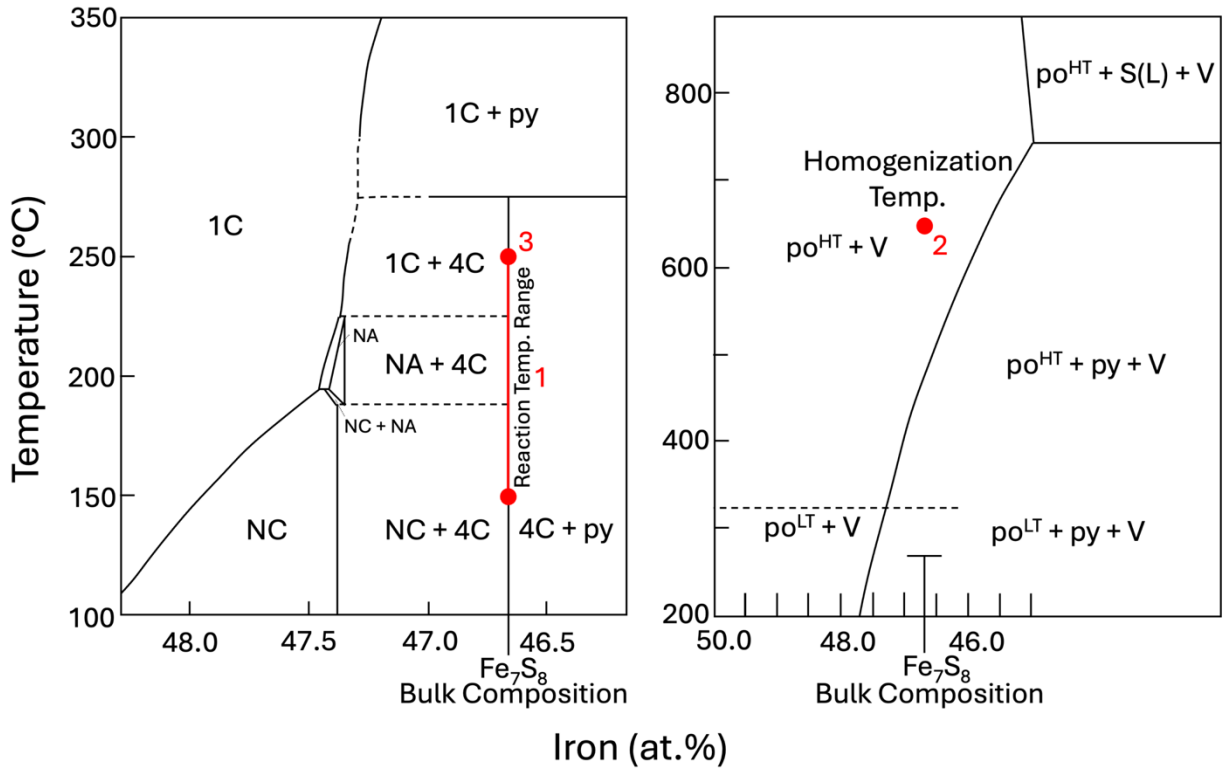 Temperature (°C)
350
300
250
200
150
100
1C
1C + py
1C + 4C
3
Reaction Temp. Range
1
NA
NA + 4C
NC + NA
NC
NC + 4C
4C + py
48.0
47.5
47.0
46.5
Fe₇S₈
Bulk Composition
800
600
400
200
poᴴᵀ + S(L) + V
Homogenization
Temp.
2
poᴴᵀ + V
poᴴᵀ + py + V
poᴸᵀ + V
poᴸᵀ + py + V
50.0
48.0
46.0
Fe₇S₈
Bulk Composition
Iron (at.%)